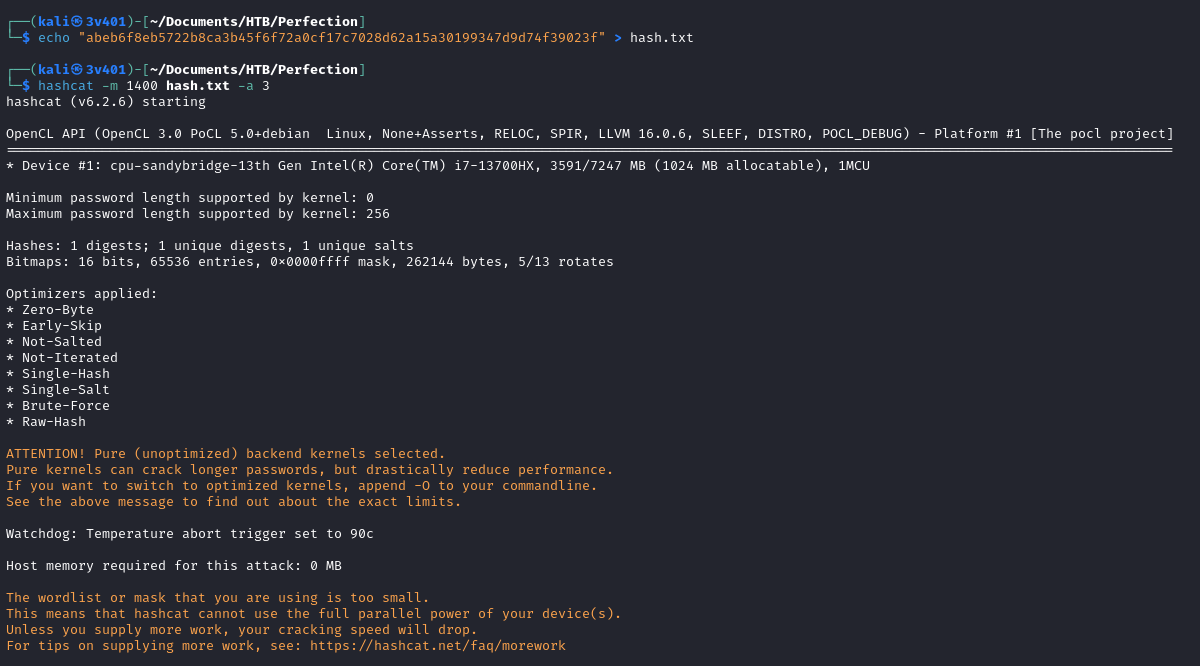 ┌──(kali㉿3v401)-[~/Documents/HTB/Perfection]
└─$ echo "abeb6f8eb5722b8ca3b45f6f72a0cf17c7028d62a15a30199347d9d74f39023f" > hash.txt
┌──(kali㉿3v401)-[~/Documents/HTB/Perfection]
└─$ hashcat -m 1400 hash.txt -a 3
hashcat (v6.2.6) starting
OpenCL API (OpenCL 3.0 PoCL 5.0+debian  Linux, None+Asserts, RELOC, SPIR, LLVM 16.0.6, SLEEF, DISTRO, POCL_DEBUG) - Platform #1 [The pocl project]
==================================================================================================================================================
* Device #1: cpu-sandybridge-13th Gen Intel(R) Core(TM) i7-13700HX, 3591/7247 MB (1024 MB allocatable), 1MCU
Minimum password length supported by kernel: 0
Maximum password length supported by kernel: 256
Hashes: 1 digests; 1 unique digests, 1 unique salts
Bitmaps: 16 bits, 65536 entries, 0x0000ffff mask, 262144 bytes, 5/13 rotates
Optimizers applied:
* Zero-Byte
* Early-Skip
* Not-Salted
* Not-Iterated
* Single-Hash
* Single-Salt
* Brute-Force
* Raw-Hash
ATTENTION! Pure (unoptimized) backend kernels selected.
Pure kernels can crack longer passwords, but drastically reduce performance.
If you want to switch to optimized kernels, append -O to your commandline.
See the above message to find out about the exact limits.
Watchdog: Temperature abort trigger set to 90c
Host memory required for this attack: 0 MB
The wordlist or mask that you are using is too small.
This means that hashcat cannot use the full parallel power of your device(s).
Unless you supply more work, your cracking speed will drop.
For tips on supplying more work, see: https://hashcat.net/faq/morework